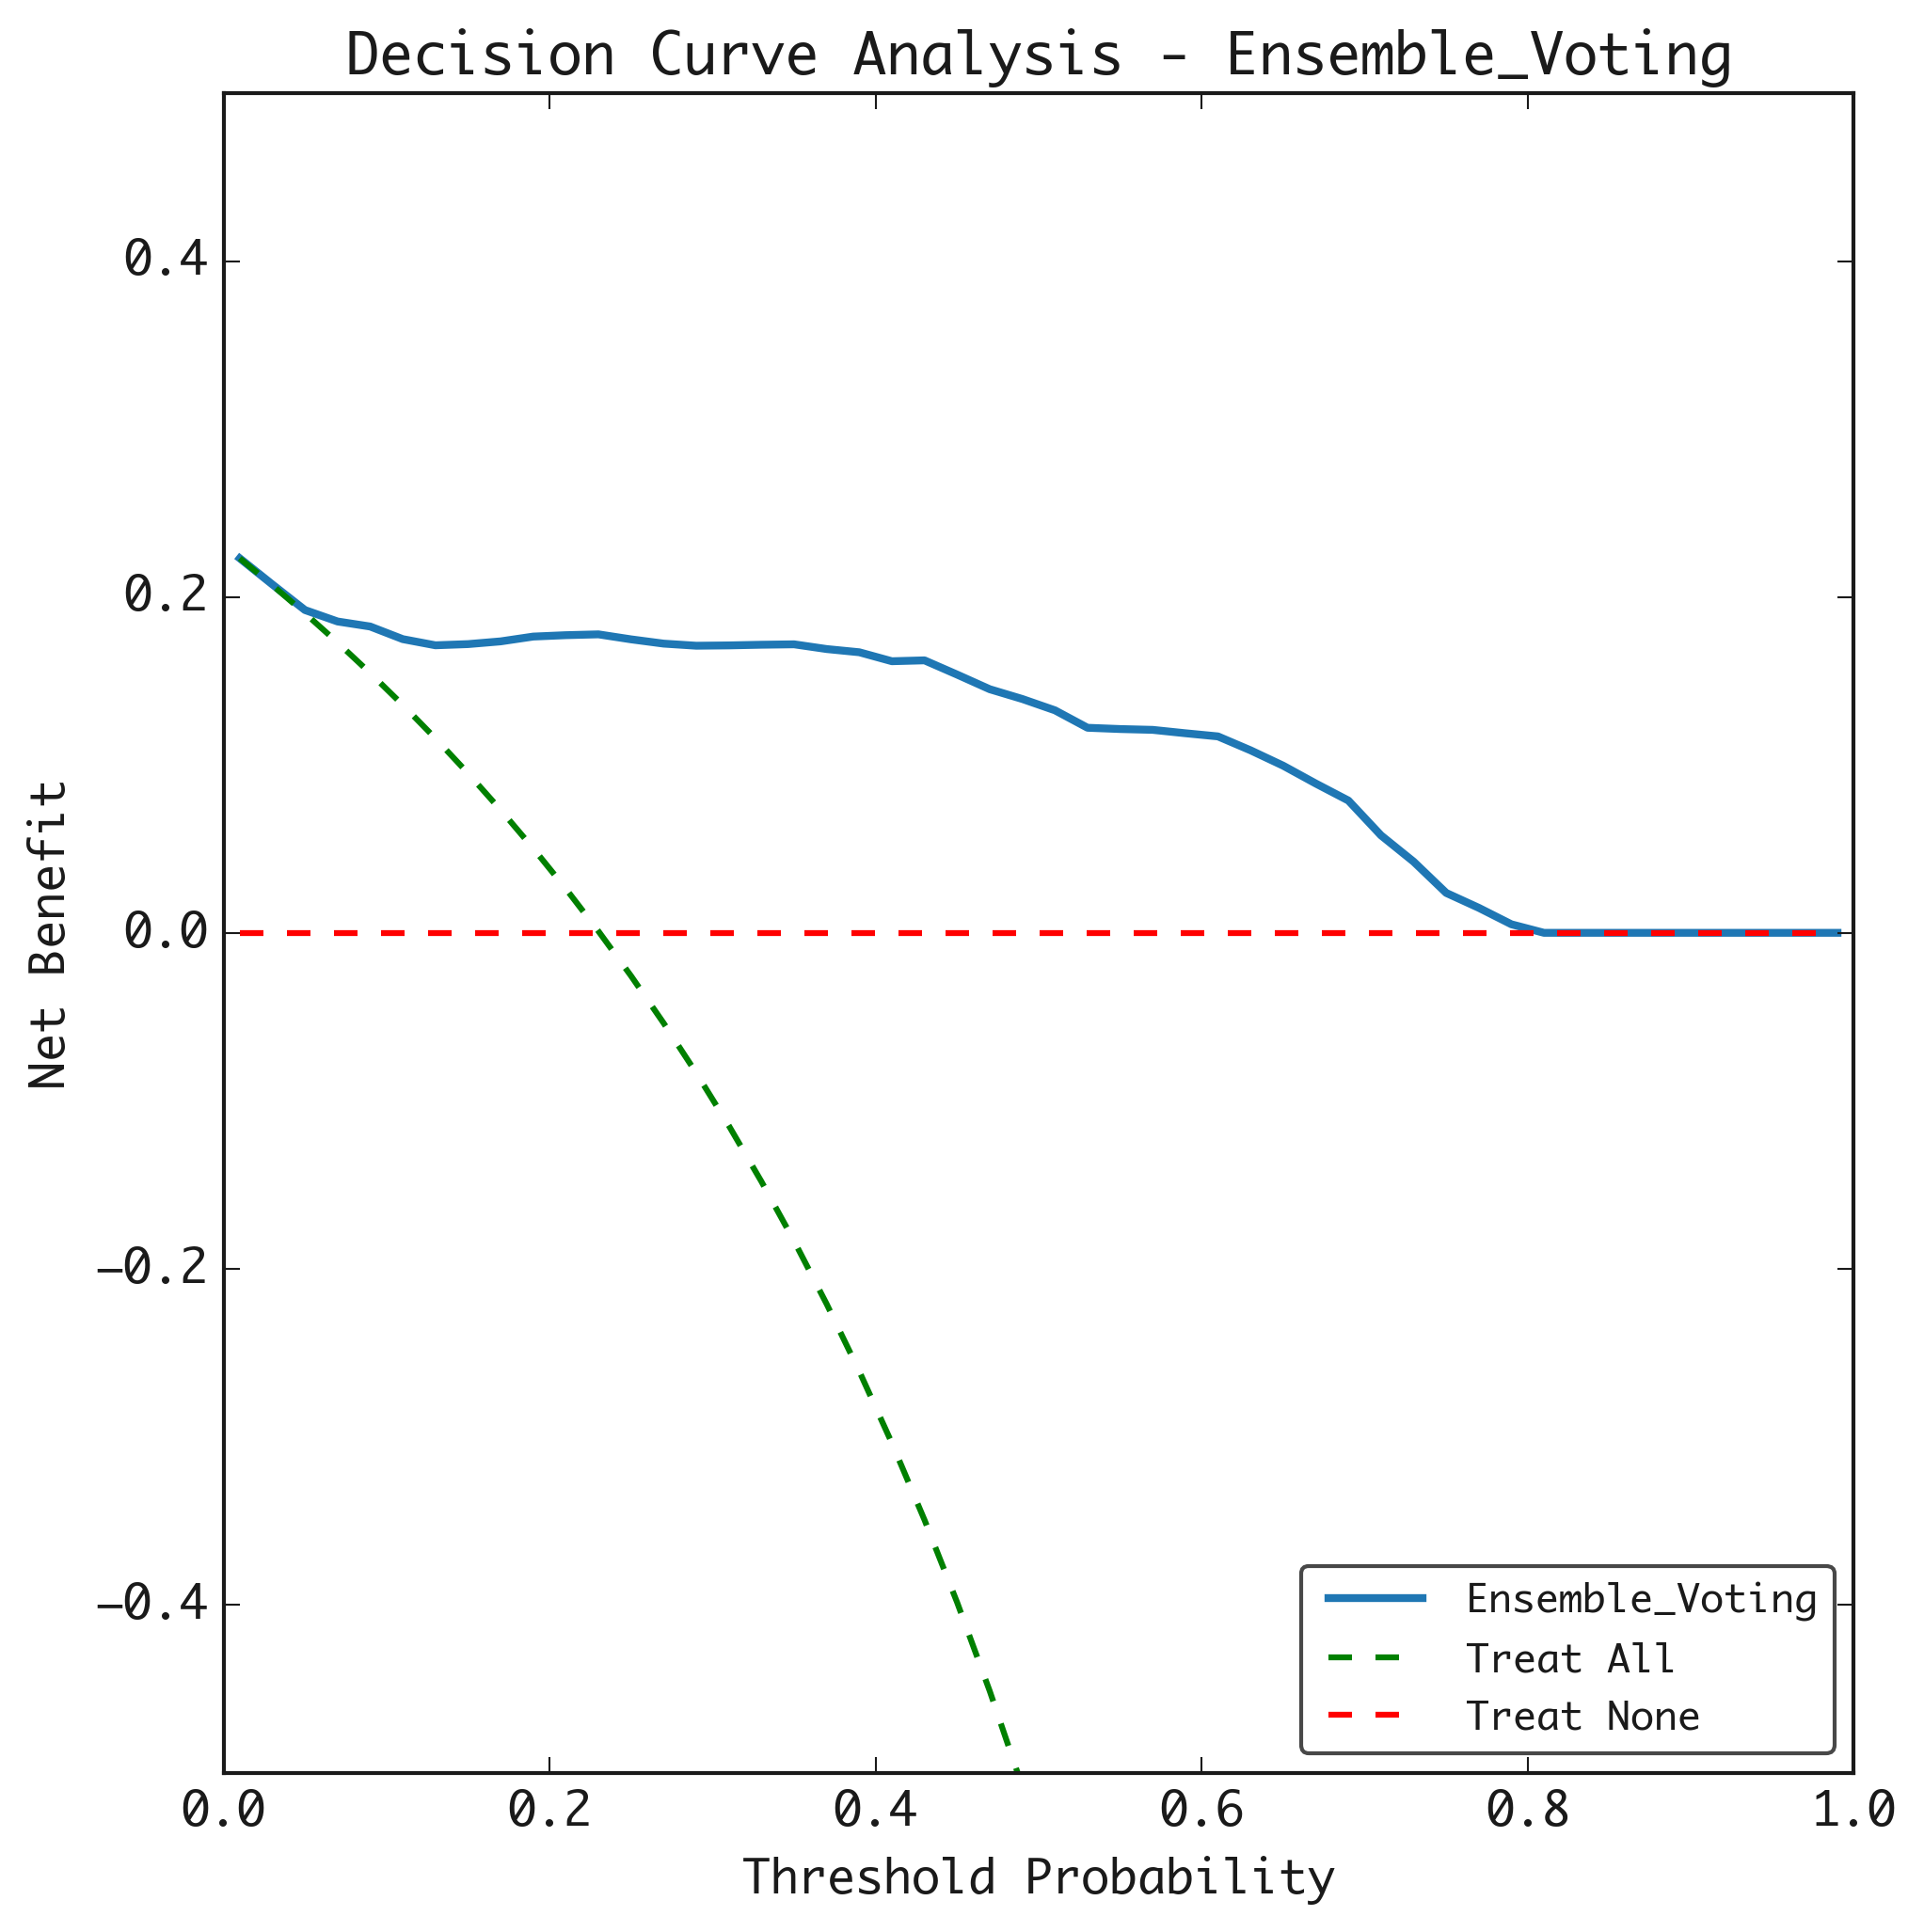 Decision Curve Analysis - Ensemble_Voting
0.4
0.2
0.0
−0.2
−0.4
Net Benefit
0.0 0.2 0.4 0.6 0.8 1.0
Threshold Probability
Ensemble_Voting
Treat All
Treat None